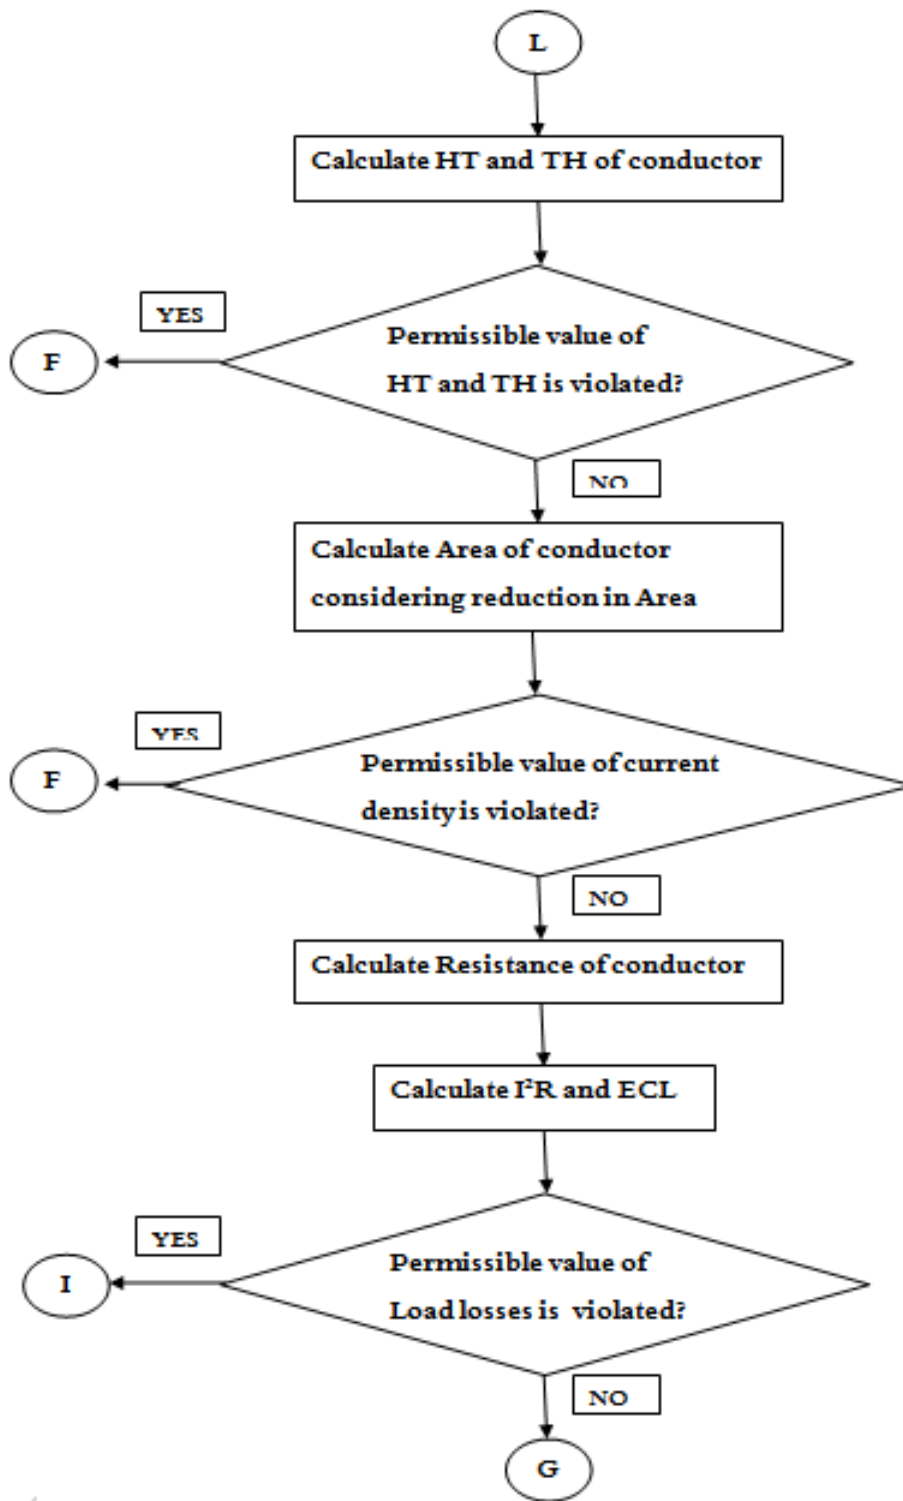 L
Calculate HT and TH of conductor
YES
Permissible value of
HT and TH is violated?
F
NO
Calculate Area of conductor
considering reduction in Area
YES
Permissible value of current
density is violated?
F
NO
Calculate Resistance of conductor
Calculate I²R and ECL
YES
Permissible value of
Load losses is violated?
I
NO
G